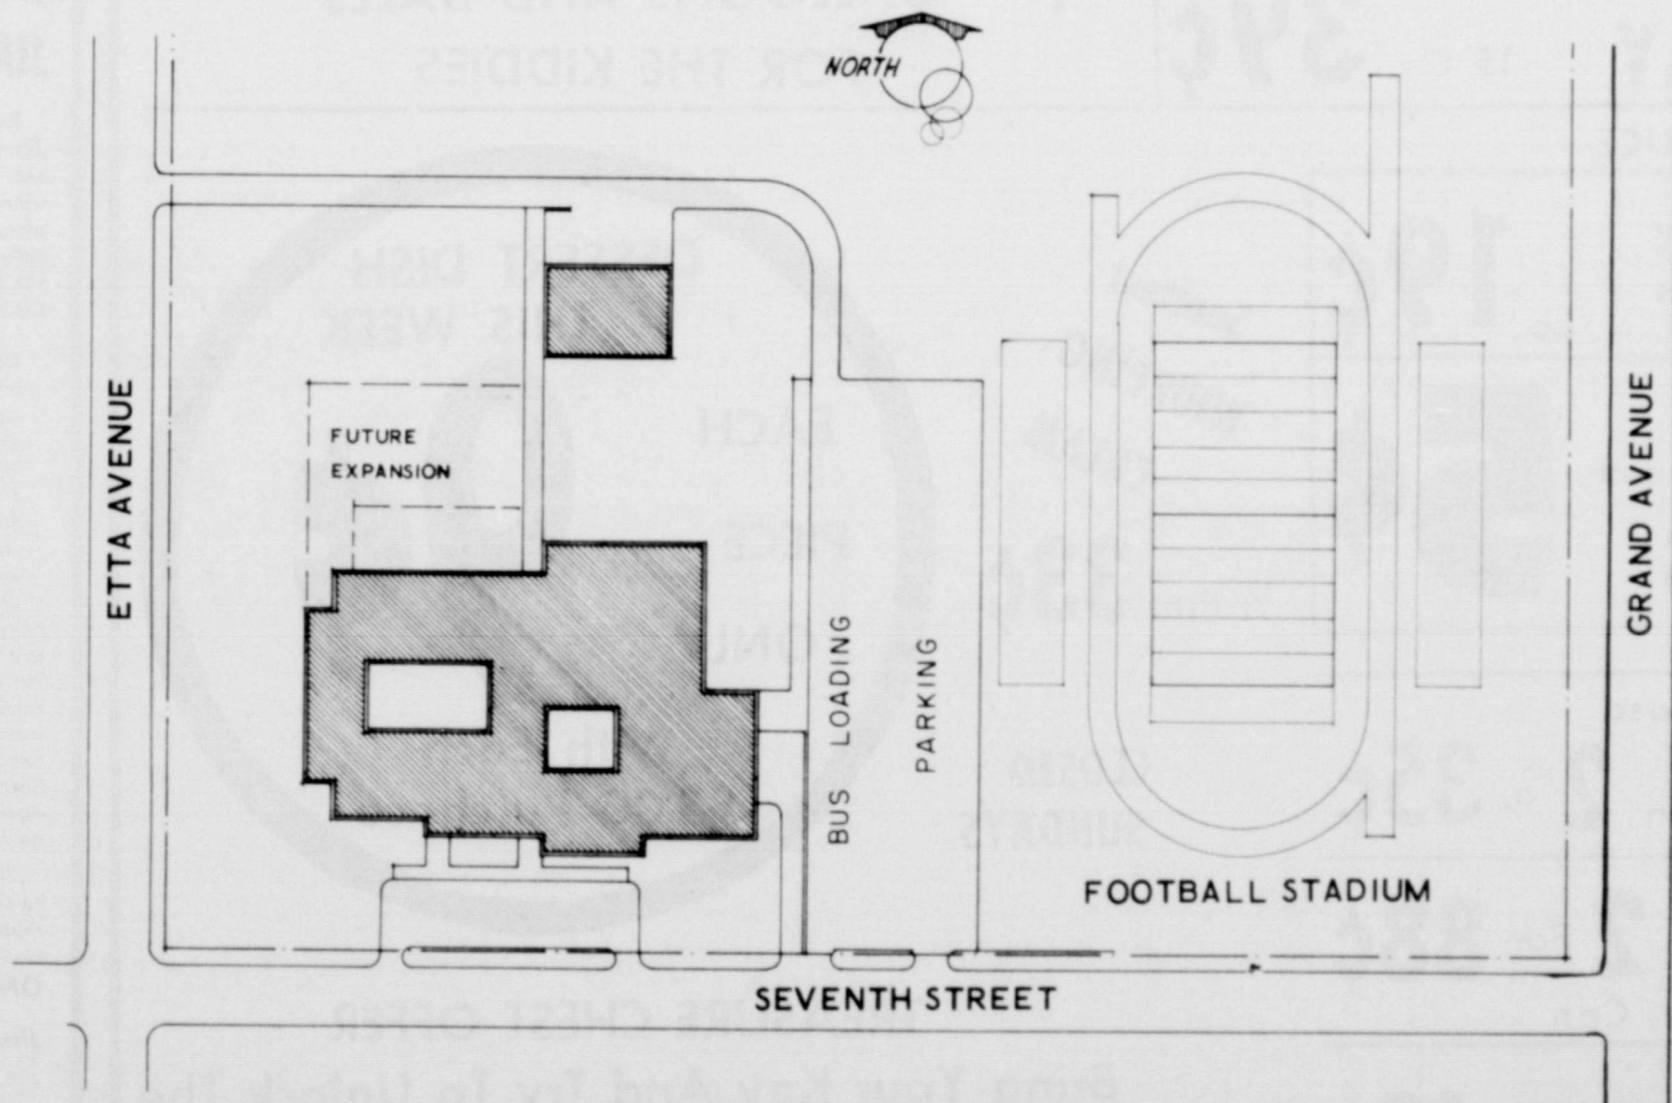 NORTH
ETTA AVENUE
FUTURE
EXPANSION
BUS LOADING
PARKING
FOOTBALL STADIUM
GRAND AVENUE
SEVENTH STREET